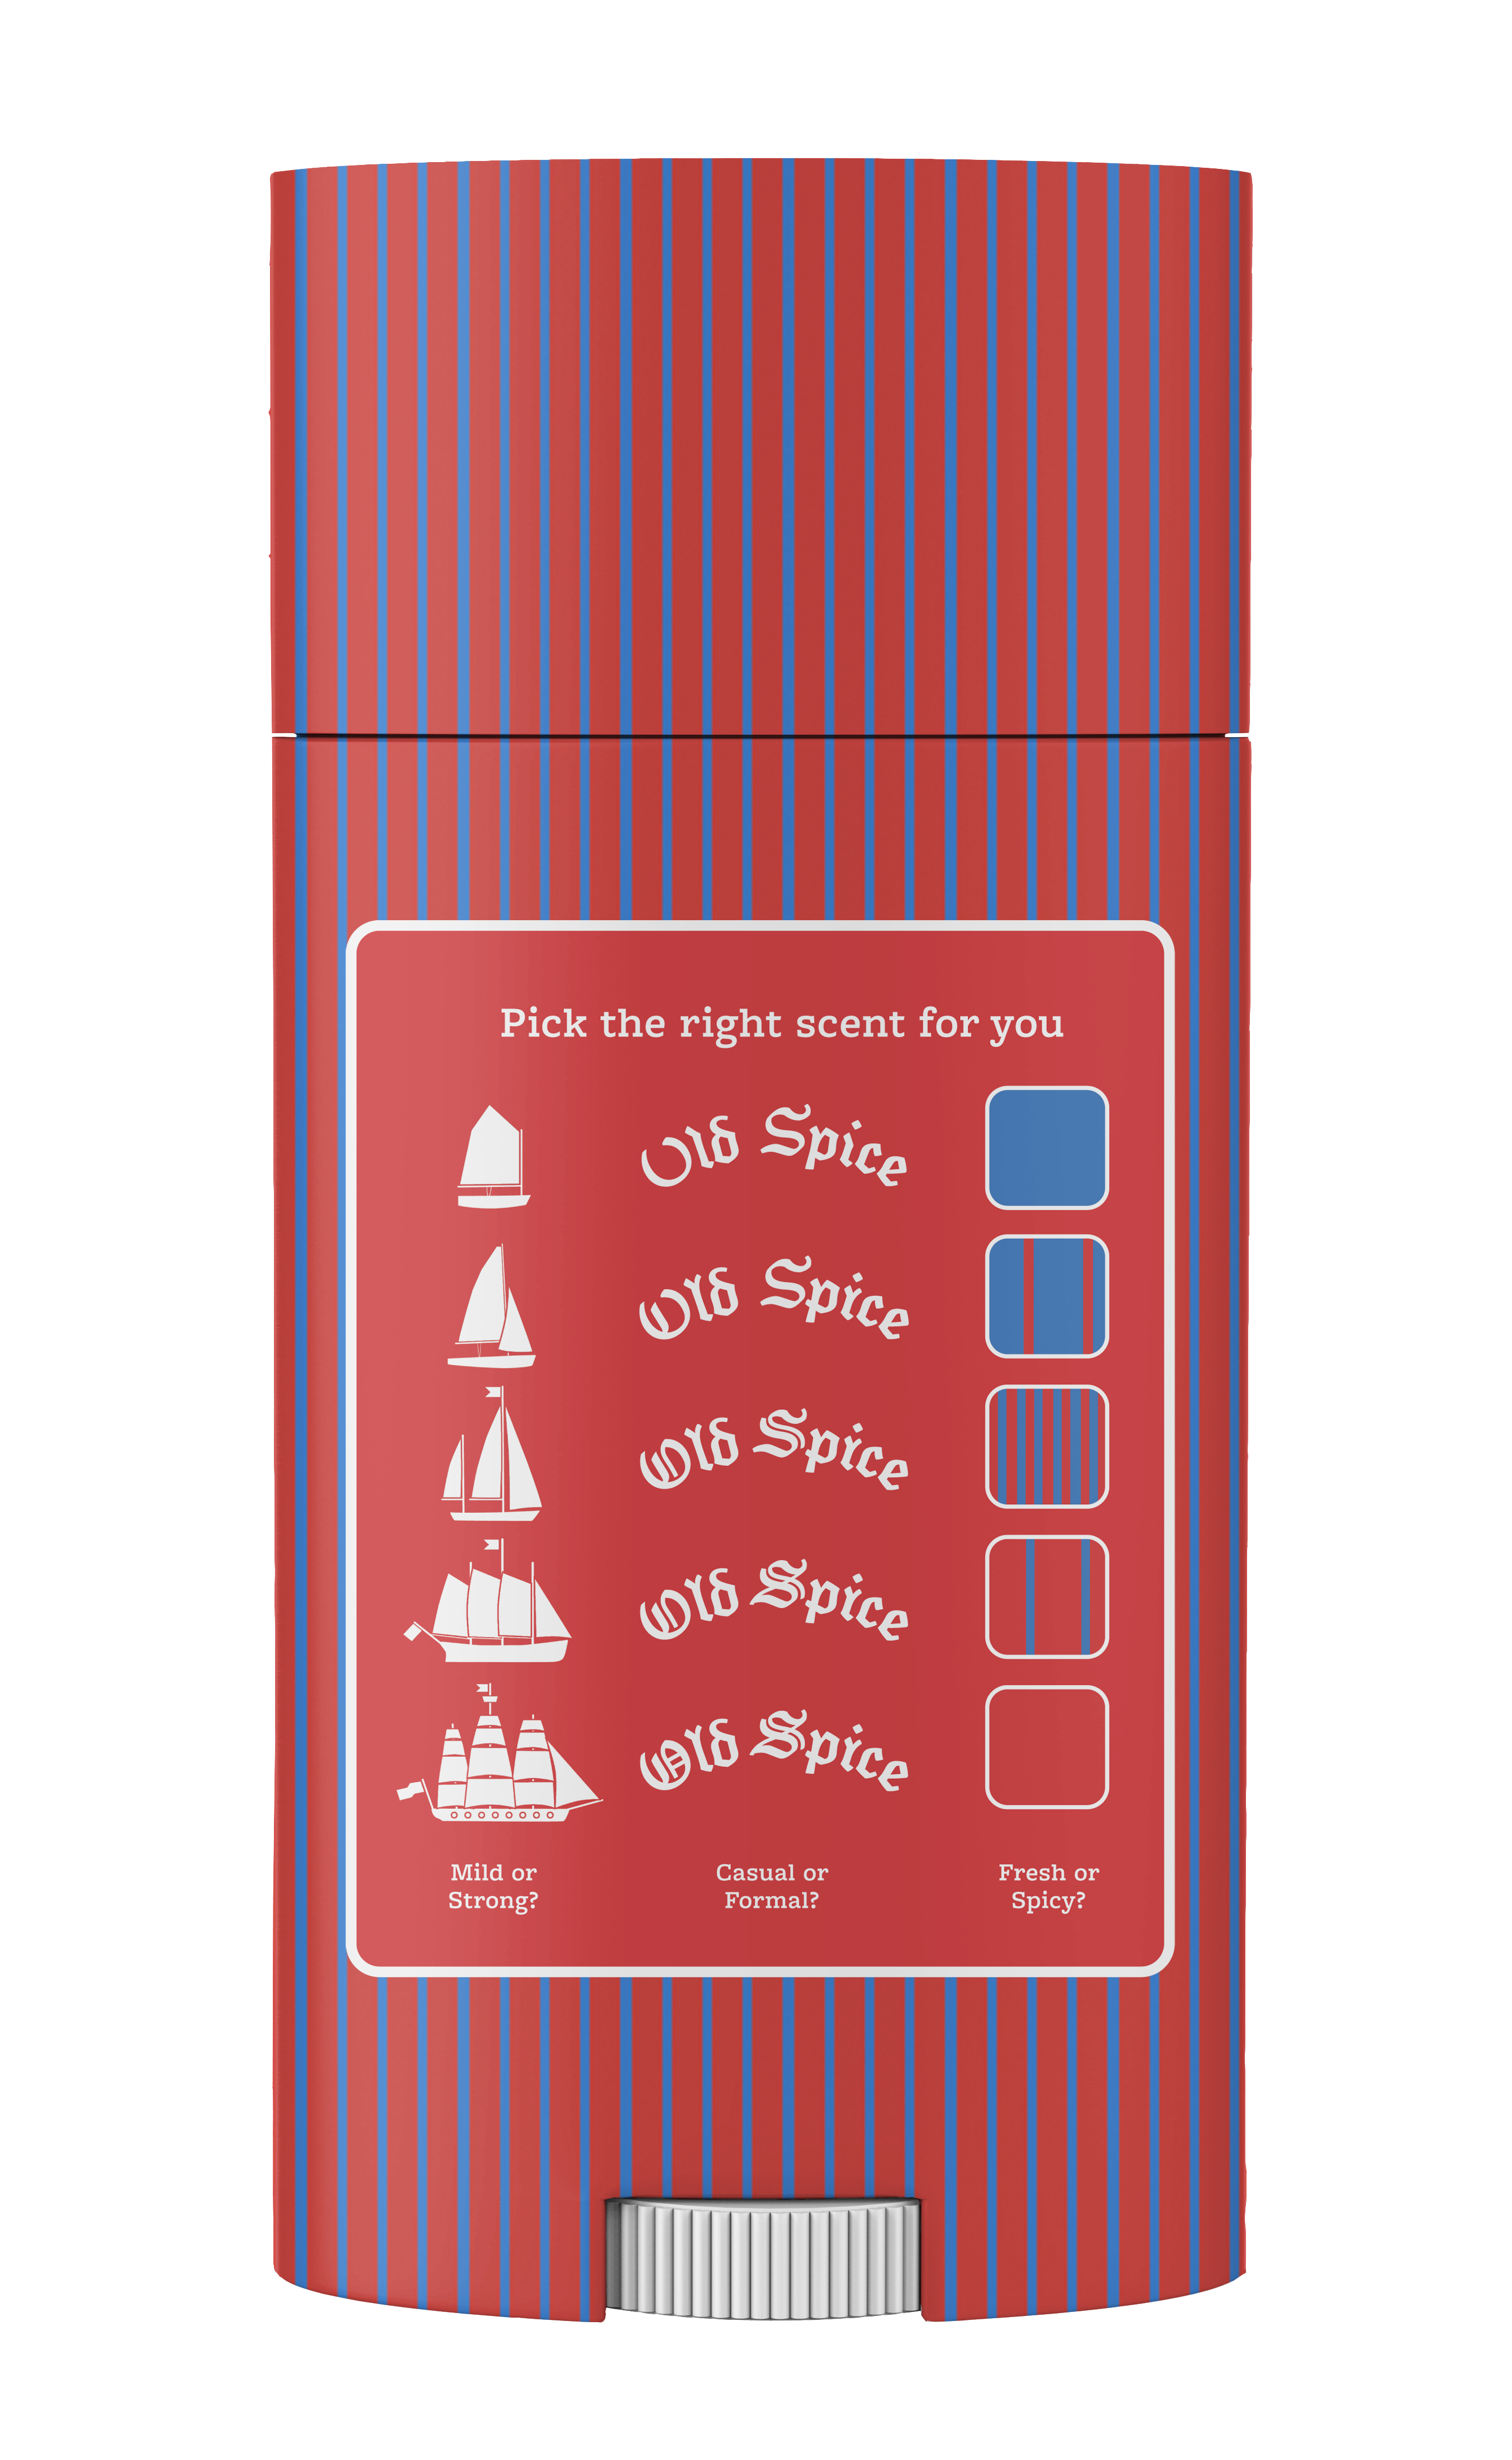 Pick the right scent for you
Old Spice
Old Spice
Old Spice
Old Spice
Old Spice
Mild or
Strong?
Casual or
Formal?
Fresh or
Spicy?